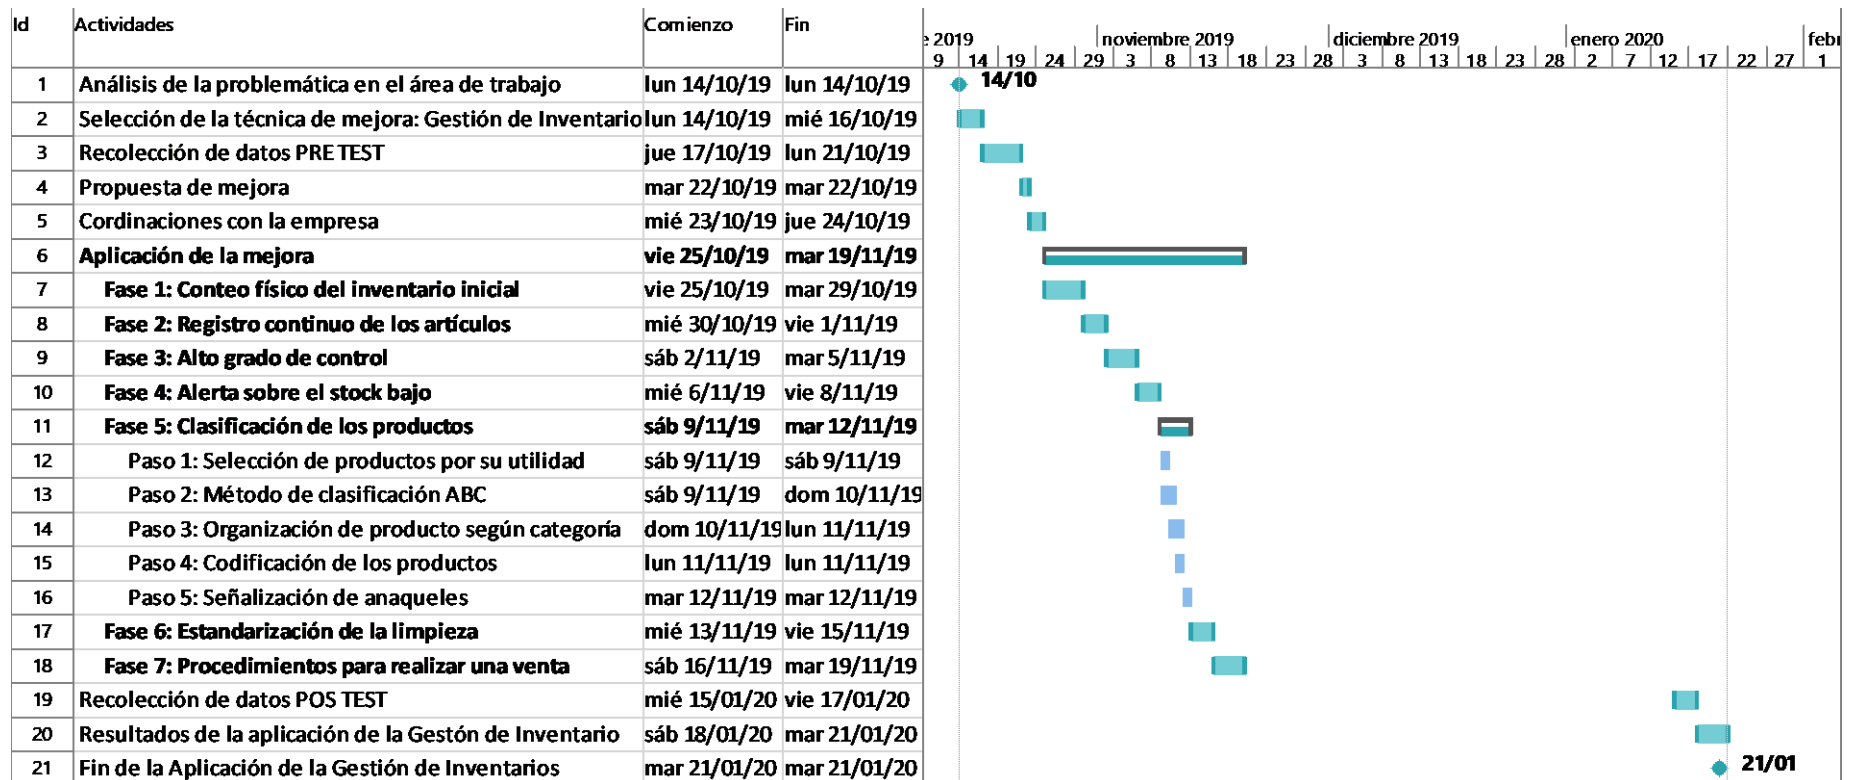 Id Actividades Comienzo Fin
e 2019 noviembre 2019 diciembre 2019 enero 2020 febr
9 14 19 24 29 3 8 13 18 23 28 3 8 13 18 23 28 2 7 12 17 22 27 1
1 Análisis de la problemática en el área de trabajo lun 14/10/19 lun 14/10/19 14/10
2 Selección de la técnica de mejora: Gestión de Inventario lun 14/10/19 mié 16/10/19
3 Recolección de datos PRE TEST jue 17/10/19 lun 21/10/19
4 Propuesta de mejora mar 22/10/19 mar 22/10/19
5 Cordinaciones con la empresa mié 23/10/19 jue 24/10/19
6 Aplicación de la mejora vie 25/10/19 mar 19/11/19
7 Fase 1: Conteo físico del inventario inicial vie 25/10/19 mar 29/10/19
8 Fase 2: Registro continuo de los artículos mié 30/10/19 vie 1/11/19
9 Fase 3: Alto grado de control sáb 2/11/19 mar 5/11/19
10 Fase 4: Alerta sobre el stock bajo mié 6/11/19 vie 8/11/19
11 Fase 5: Clasificación de los productos sáb 9/11/19 mar 12/11/19
12 Paso 1: Selección de productos por su utilidad sáb 9/11/19 sáb 9/11/19
13 Paso 2: Método de clasificación ABC sáb 9/11/19 dom 10/11/19
14 Paso 3: Organización de producto según categoría dom 10/11/19 lun 11/11/19
15 Paso 4: Codificación de los productos lun 11/11/19 lun 11/11/19
16 Paso 5: Señalización de anaqueles mar 12/11/19 mar 12/11/19
17 Fase 6: Estandarización de la limpieza mié 13/11/19 vie 15/11/19
18 Fase 7: Procedimientos para realizar una venta sáb 16/11/19 mar 19/11/19
19 Recolección de datos POS TEST mié 15/01/20 vie 17/01/20
20 Resultados de la aplicación de la Gestón de Inventario sáb 18/01/20 mar 21/01/20
21 Fin de la Aplicación de la Gestión de Inventarios mar 21/01/20 mar 21/01/20 21/01